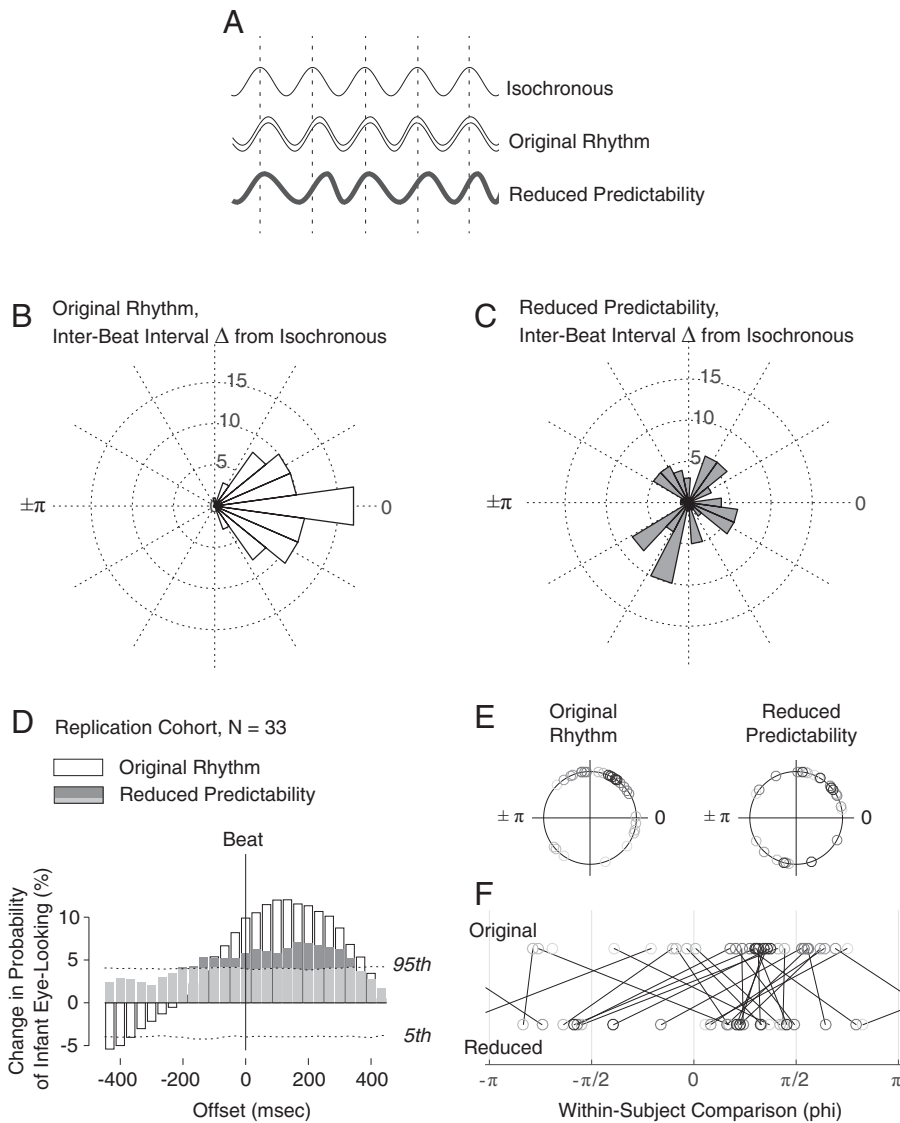 A
Isochronous
Original Rhythm
Reduced Predictability
B
Original Rhythm,
Inter-Beat Interval Δ from Isochronous
15
10
5
±π
0
C
Reduced Predictability,
Inter-Beat Interval Δ from Isochronous
15
10
5
±π
0
D
Replication Cohort, N = 33
Original Rhythm
Reduced Predictability
Beat
Change in Probability
of Infant Eye-Looking (%)
10
5
0
-5
95th
5th
-400
-200
0
200
400
Offset (msec)
E
Original
Rhythm
Reduced
Predictability
± π
0
± π
0
F
Original
Reduced
-π
-π/2
0
π/2
π
Within-Subject Comparison (phi)